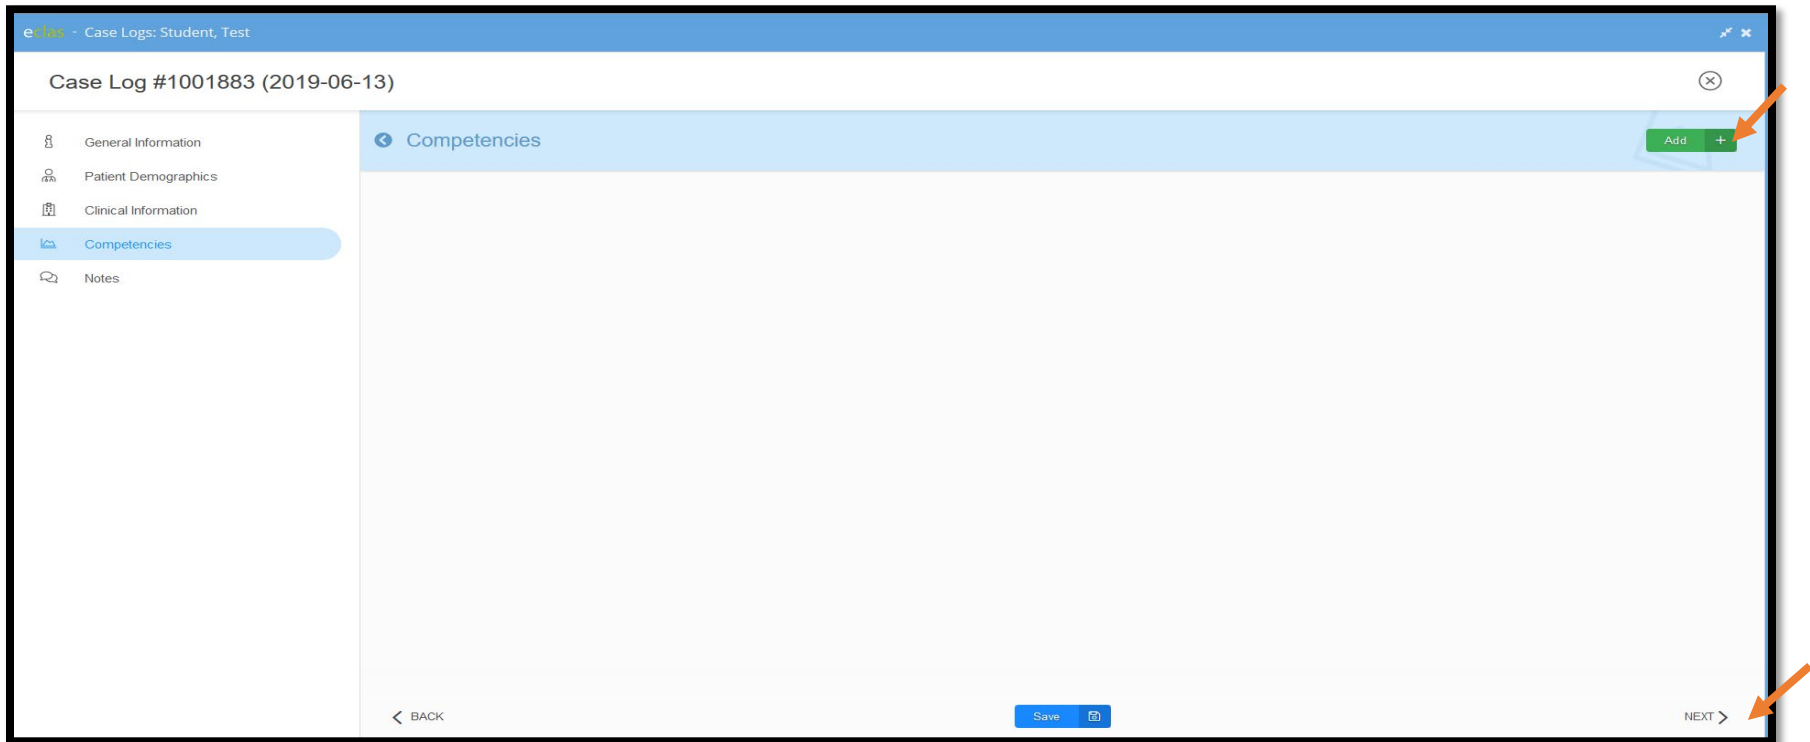 eclas - Case Logs: Student, Test
Case Log #1001883 (2019-06-13)
General Information
Patient Demographics
Clinical Information
Competencies
Notes
Competencies
Add +
BACK
Save
NEXT